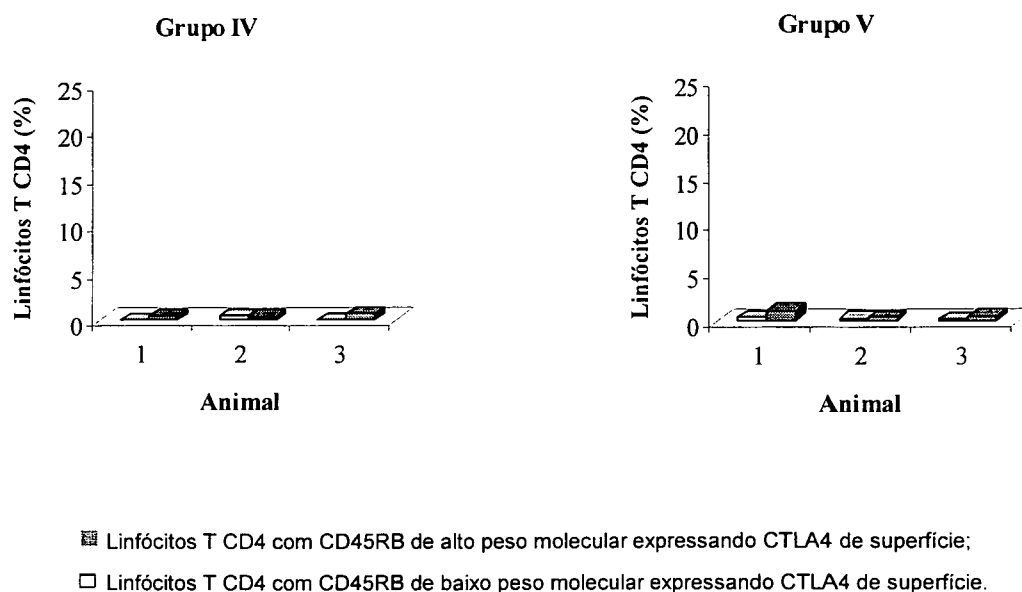 Grupo IV
Linfócitos T CD4 (%)
25
20
15
10
5
0
1 2 3
Animal
Grupo V
Linfócitos T CD4 (%)
25
20
15
10
5
0
1 2 3
Animal
Linfócitos T CD4 com CD45RB de alto peso molecular expressando CTLA4 de superfície;
Linfócitos T CD4 com CD45RB de baixo peso molecular expressando CTLA4 de superfície.